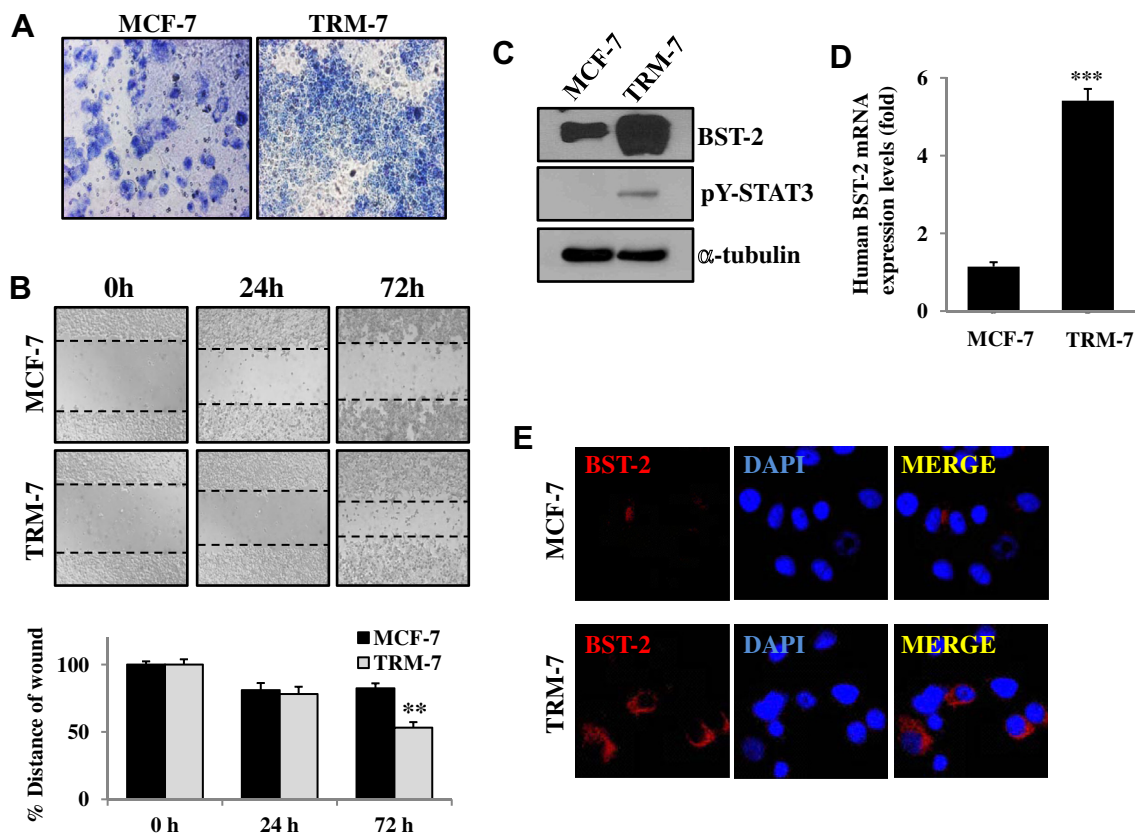 A
MCF-7
TRM-7
B
0h
24h
72h
MCF-7
TRM-7
% Distance of wound
100
50
0
MCF-7
TRM-7
**
0 h
24 h
72 h
C
MCF-7
TRM-7
BST-2
pY-STAT3
α-tubulin
D
Human BST-2 mRNA
expression levels (fold)
6
4
2
0
***
MCF-7
TRM-7
E
MCF-7
BST-2
DAPI
MERGE
TRM-7
BST-2
DAPI
MERGE